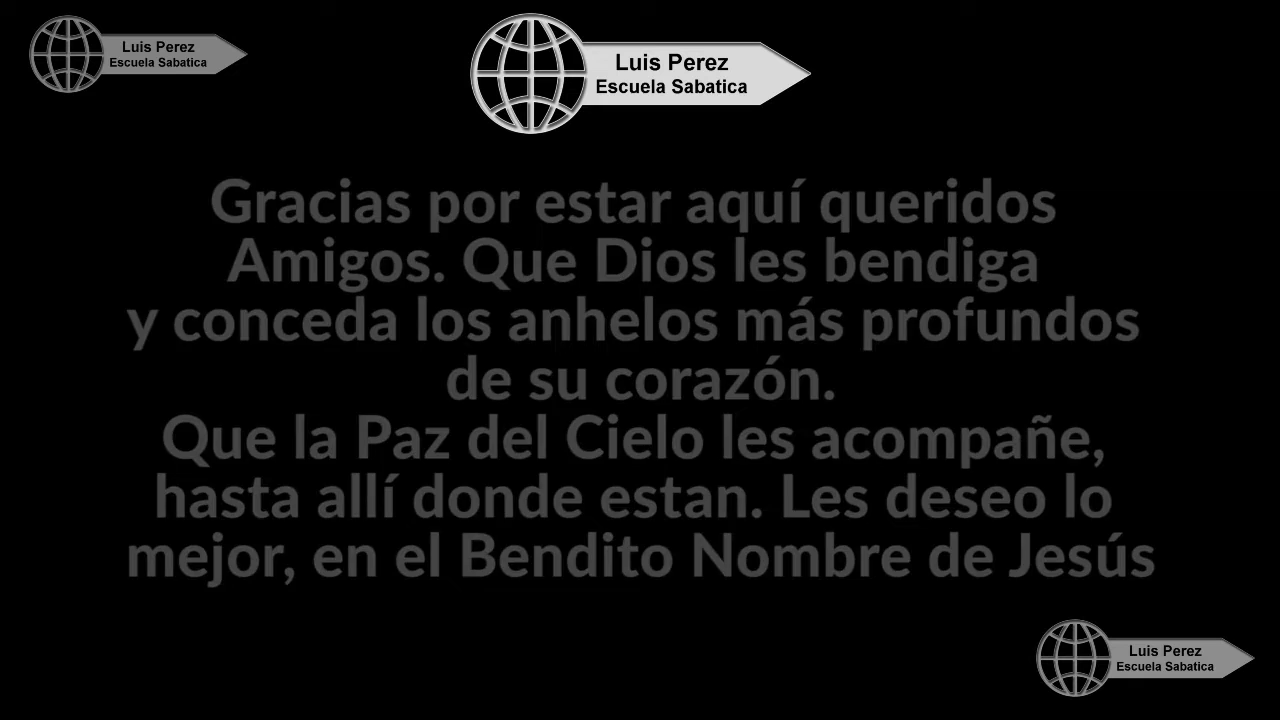 Luis Perez
Escuela Sabatica
Luis Perez
Escuela Sabatica
Gracias por estar aquí queridos
Amigos. Que Dios les bendiga
y conceda los anhelos más profundos
de su corazón.
Que la Paz del Cielo les acompañe,
hasta allí donde estan. Les deseo lo
mejor, en el Bendito Nombre de Jesús
Luis Perez
Escuela Sabatica